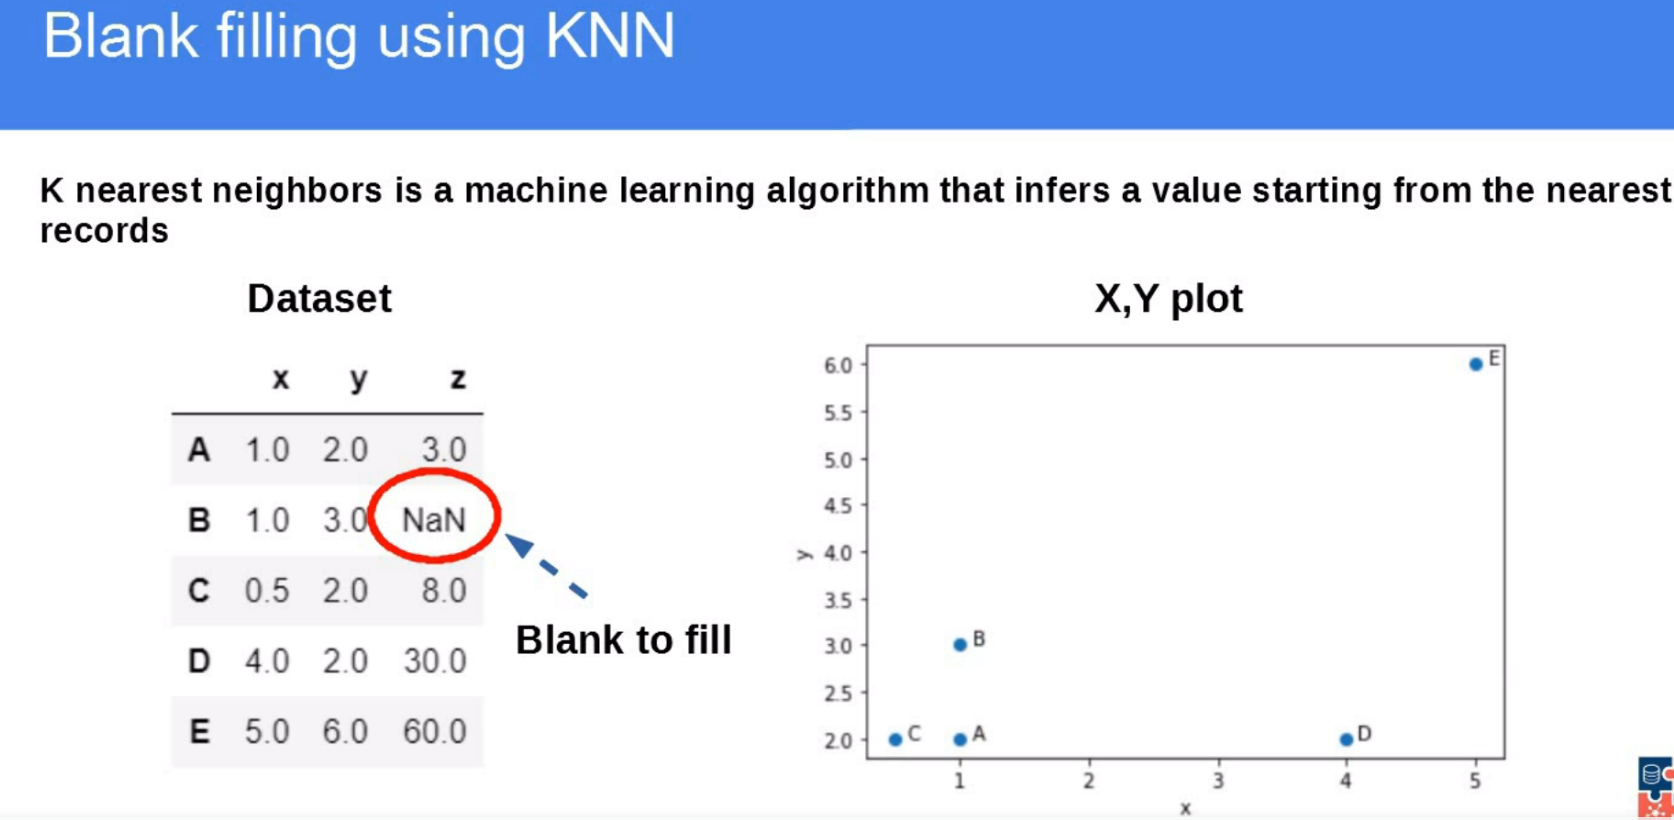 Blank filling using KNN
K nearest neighbors is a machine learning algorithm that infers a value starting from the nearest
records
Dataset
x y z
A 1.0 2.0 3.0
B 1.0 3.0 NaN
C 0.5 2.0 8.0
D 4.0 2.0 30.0
E 5.0 6.0 60.0
Blank to fill
X,Y plot
6.0
5.5
5.0
4.5
4.0
3.5
3.0
2.5
2.0
y
E
B
C A D
1 2 3 4 5
x